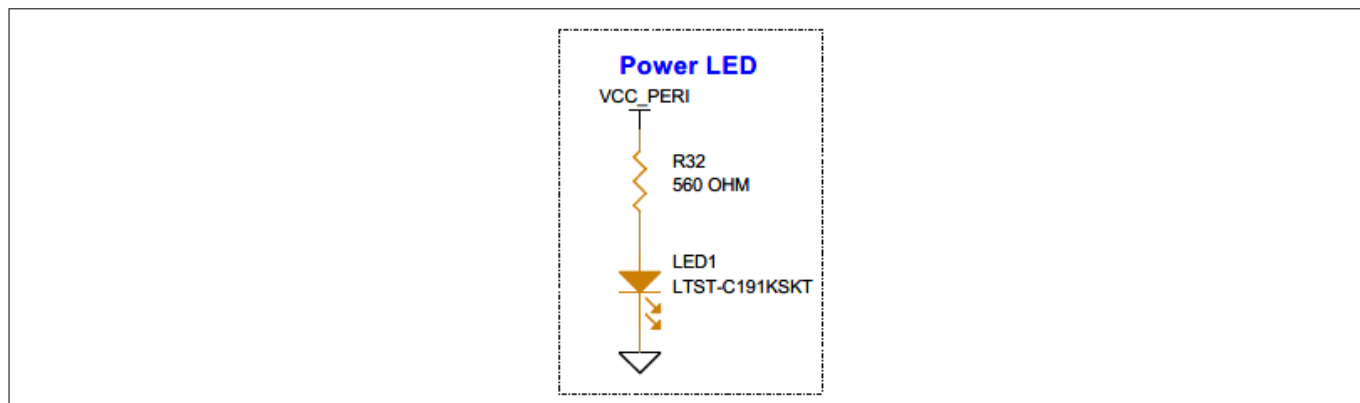 Power LED
VCC_PERI
R32
560 OHM
LED1
LTST-C191KSKT